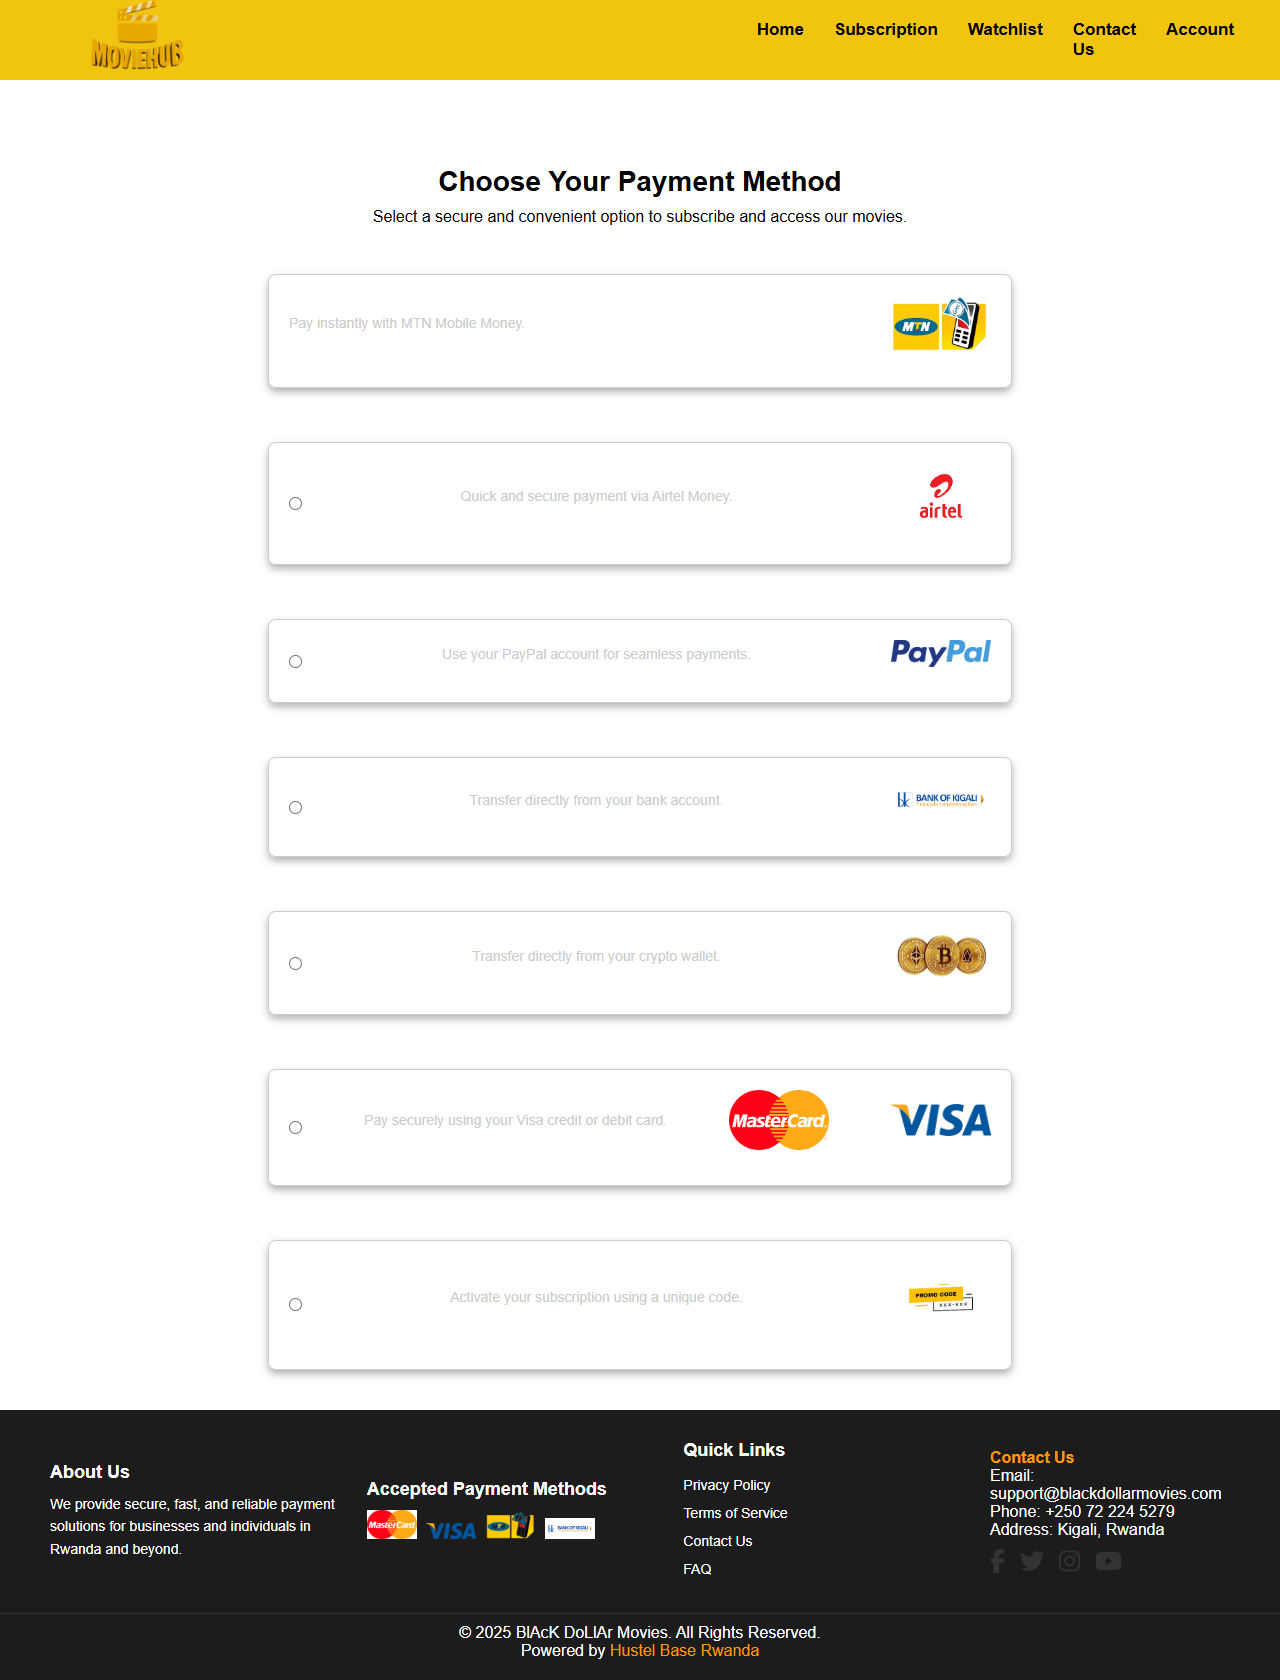 MOVIEHUB
Home
Subscription
Watchlist
Contact
Us
Account
Choose Your Payment Method
Select a secure and convenient option to subscribe and access our movies.
Pay instantly with MTN Mobile Money.
MTN
Quick and secure payment via Airtel Money.
airtel
Use your PayPal account for seamless payments.
PayPal
Transfer directly from your bank account.
bk BANK OF KIGALI
Transfer directly from your crypto wallet.
Pay securely using your Visa credit or debit card.
MasterCard
VISA
Activate your subscription using a unique code.
PROMO CODE
XXX-XXX
About Us
We provide secure, fast, and reliable payment
solutions for businesses and individuals in
Rwanda and beyond.
Accepted Payment Methods
MasterCard
VISA
MTN
BANK OF KIGALI
Quick Links
Privacy Policy
Terms of Service
Contact Us
FAQ
Contact Us
Email:
support@blackdollarmovies.com
Phone: +250 72 224 5279
Address: Kigali, Rwanda
© 2025 BlAcK DoLlAr Movies. All Rights Reserved.
Powered by Hustel Base Rwanda